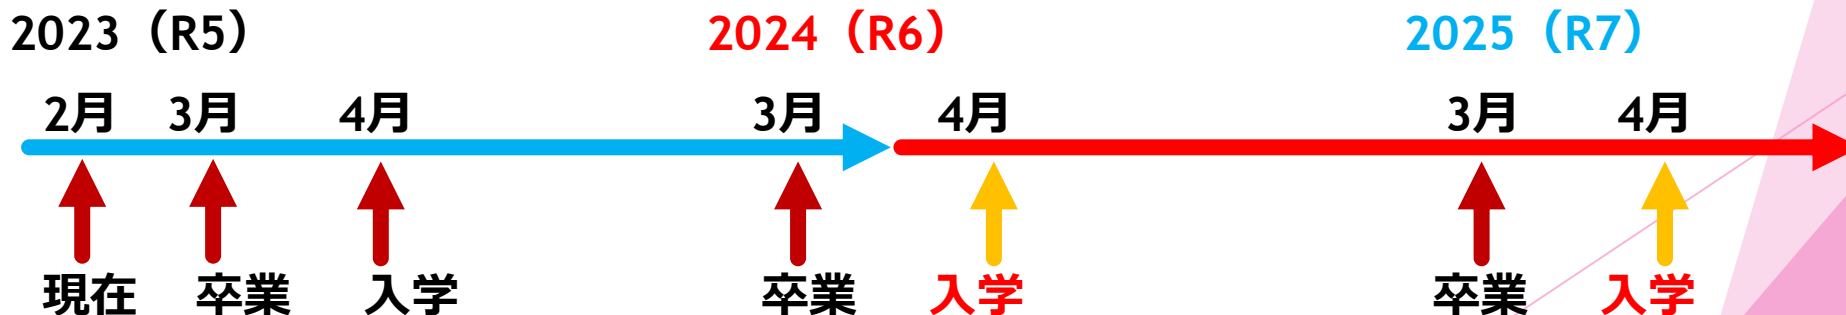 2023（R5） 2024（R6） 2025（R7）
2月 3月 4月 3月 4月 3月 4月
現在 卒業 入学 卒業 入学 卒業 入学